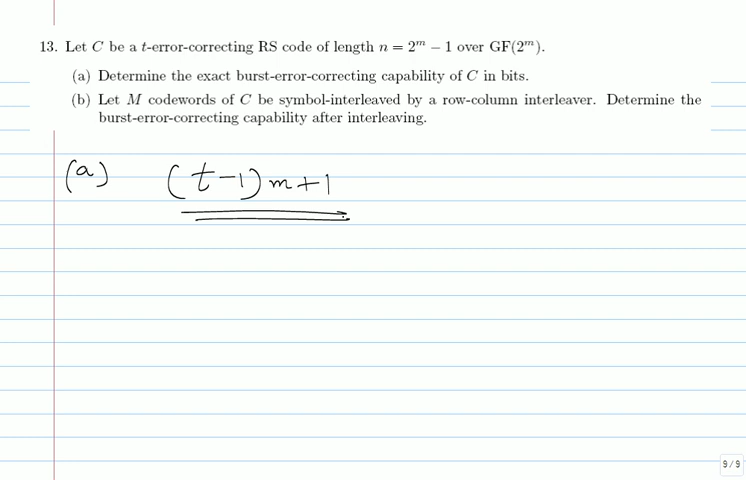 13. Let C be a t-error-correcting RS code of length n = 2^m − 1 over GF(2^m).
(a) Determine the exact burst-error-correcting capability of C in bits.
(b) Let M codewords of C be symbol-interleaved by a row-column interleaver. Determine the
burst-error-correcting capability after interleaving.
(a) (t-1)m+1
9 / 9